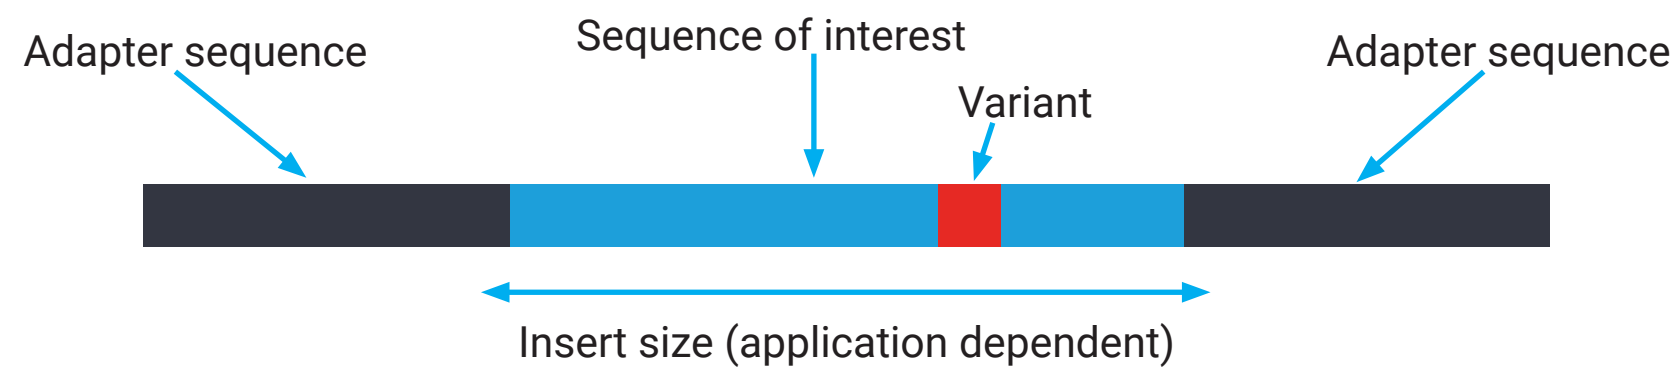 Adapter sequence
Sequence of interest
Adapter sequence
Variant
Insert size (application dependent)